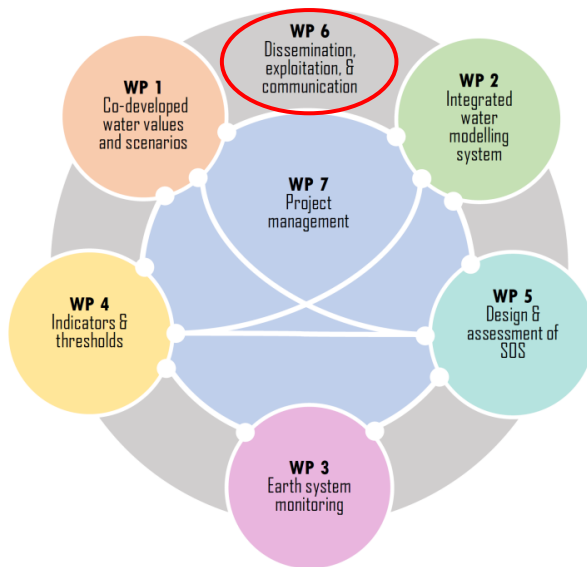 WP 6
Dissemination,
exploitation, &
communication
WP 1
Co-developed
water values
and scenarios
WP 2
Integrated
water
modelling
system
WP 7
Project
management
WP 4
Indicators &
thresholds
WP 5
Design &
assessment of
SOS
WP 3
Earth system
monitoring